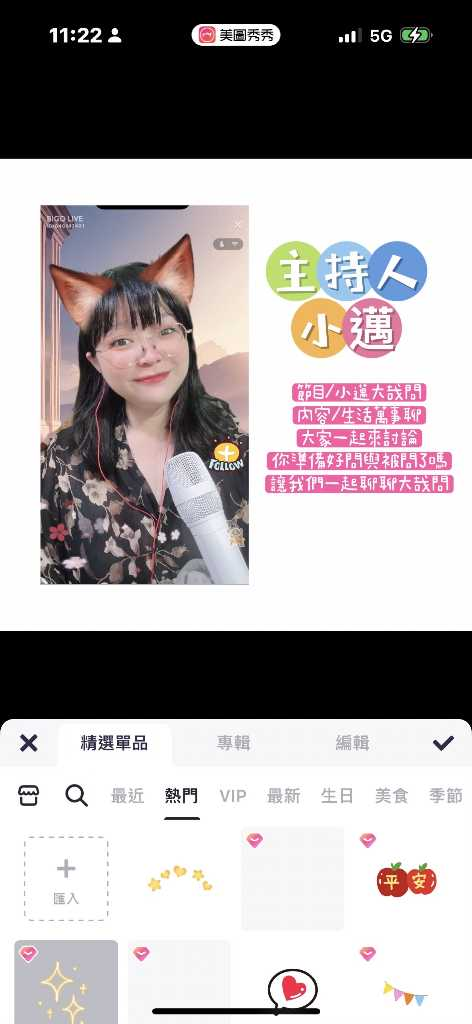 11:22
美圖秀秀
5G
BIGO LIVE
主持人
小邁
節目/小邁大哉問
內容/生活萬事聊
大家一起來討論
你準備好問與被問了嗎
讓我們一起聊聊大哉問
FOLLOW
精選單品 專輯 編輯
最近 熱門 VIP 最新 生日 美食 季節
匯入
平安